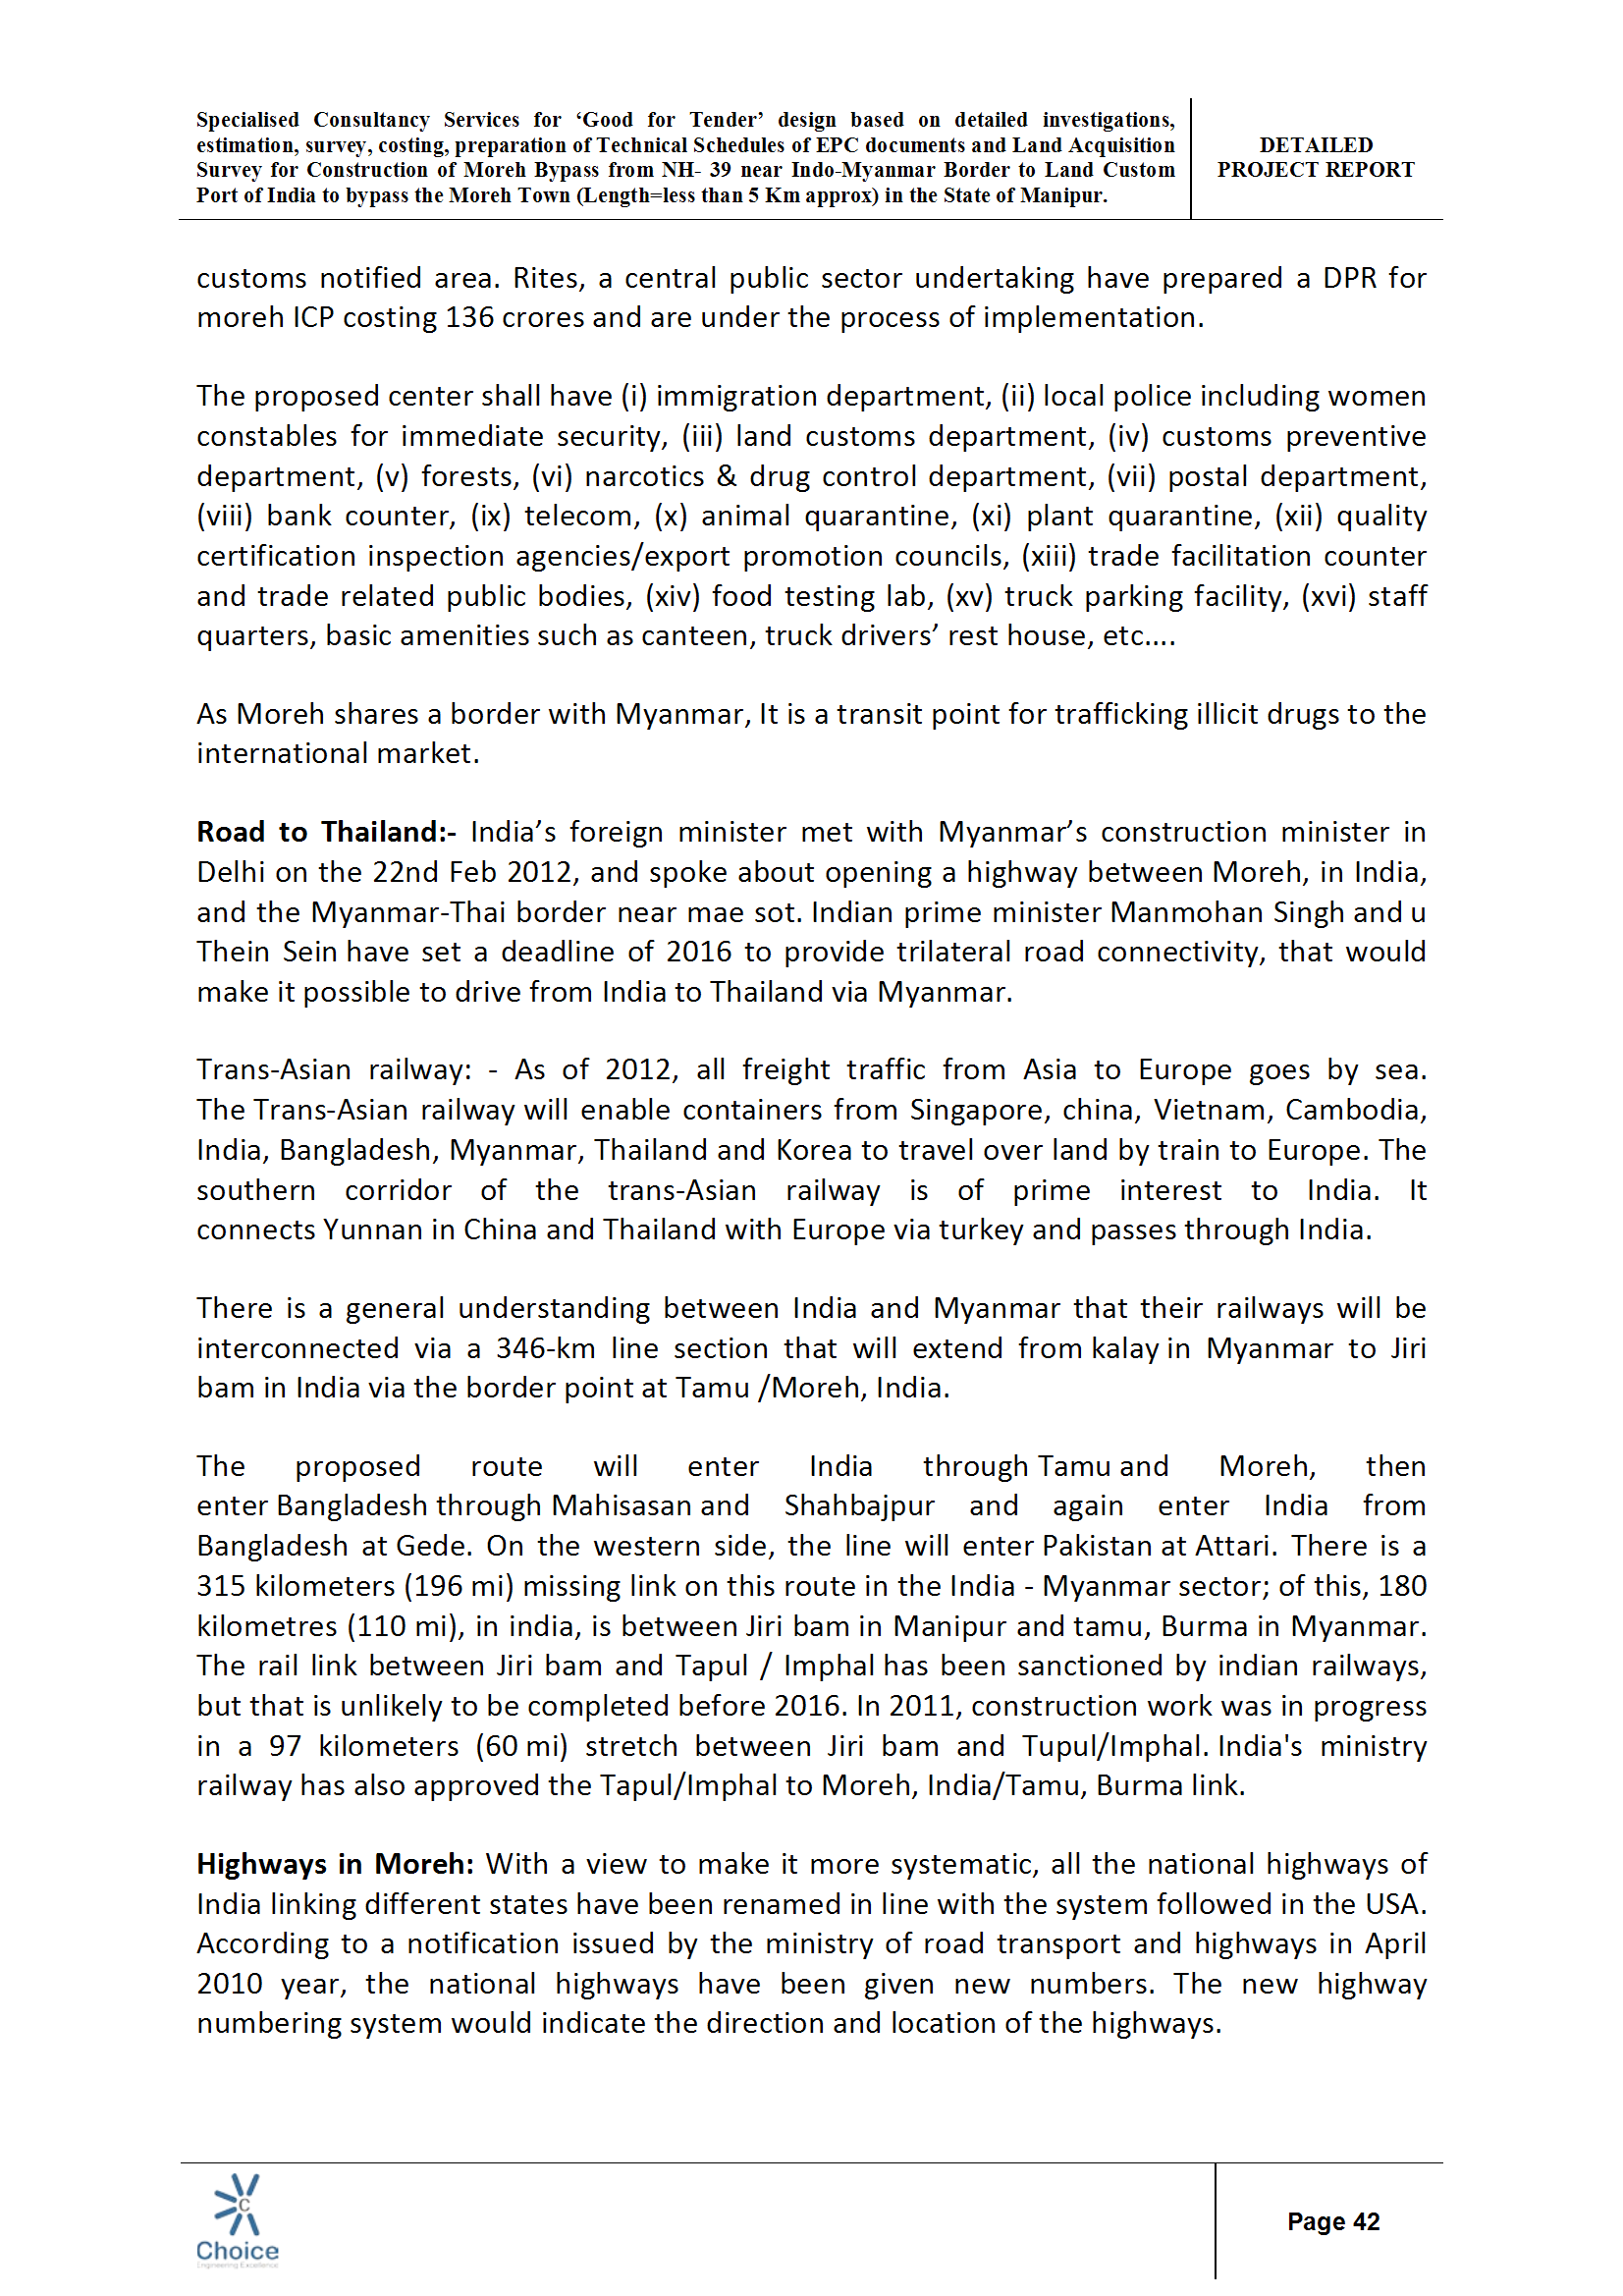 Specialised Consultancy Services for ‘Good for Tender’ design based on detailed investigations,
estimation, survey, costing, preparation of Technical Schedules of EPC documents and Land Acquisition
Survey for Construction of Moreh Bypass from NH- 39 near Indo-Myanmar Border to Land Custom
Port of India to bypass the Moreh Town (Length=less than 5 Km approx) in the State of Manipur.
DETAILED
PROJECT REPORT
customs notified area. Rites, a central public sector undertaking have prepared a DPR for
moreh ICP costing 136 crores and are under the process of implementation.
The proposed center shall have (i) immigration department, (ii) local police including women
constables for immediate security, (iii) land customs department, (iv) customs preventive
department, (v) forests, (vi) narcotics & drug control department, (vii) postal department,
(viii) bank counter, (ix) telecom, (x) animal quarantine, (xi) plant quarantine, (xii) quality
certification inspection agencies/export promotion councils, (xiii) trade facilitation counter
and trade related public bodies, (xiv) food testing lab, (xv) truck parking facility, (xvi) staff
quarters, basic amenities such as canteen, truck drivers’ rest house, etc....
As Moreh shares a border with Myanmar, It is a transit point for trafficking illicit drugs to the
international market.
Road to Thailand:- India’s foreign minister met with Myanmar’s construction minister in
Delhi on the 22nd Feb 2012, and spoke about opening a highway between Moreh, in India,
and the Myanmar-Thai border near mae sot. Indian prime minister Manmohan Singh and u
Thein Sein have set a deadline of 2016 to provide trilateral road connectivity, that would
make it possible to drive from India to Thailand via Myanmar.
Trans-Asian railway: - As of 2012, all freight traffic from Asia to Europe goes by sea.
The Trans-Asian railway will enable containers from Singapore, china, Vietnam, Cambodia,
India, Bangladesh, Myanmar, Thailand and Korea to travel over land by train to Europe. The
southern corridor of the trans-Asian railway is of prime interest to India. It
connects Yunnan in China and Thailand with Europe via turkey and passes through India.
There is a general understanding between India and Myanmar that their railways will be
interconnected via a 346-km line section that will extend from kalay in Myanmar to Jiri
bam in India via the border point at Tamu /Moreh, India.
The proposed route will enter India through Tamu and Moreh, then
enter Bangladesh through Mahisasan and Shahbajpur and again enter India from
Bangladesh at Gede. On the western side, the line will enter Pakistan at Attari. There is a
315 kilometers (196 mi) missing link on this route in the India - Myanmar sector; of this, 180
kilometres (110 mi), in india, is between Jiri bam in Manipur and tamu, Burma in Myanmar.
The rail link between Jiri bam and Tapul / Imphal has been sanctioned by indian railways,
but that is unlikely to be completed before 2016. In 2011, construction work was in progress
in a 97 kilometers (60 mi) stretch between Jiri bam and Tupul/Imphal. India's ministry
railway has also approved the Tapul/Imphal to Moreh, India/Tamu, Burma link.
Highways in Moreh: With a view to make it more systematic, all the national highways of
India linking different states have been renamed in line with the system followed in the USA.
According to a notification issued by the ministry of road transport and highways in April
2010 year, the national highways have been given new numbers. The new highway
numbering system would indicate the direction and location of the highways.
C
Choice
Engineering Excellence
Page 42